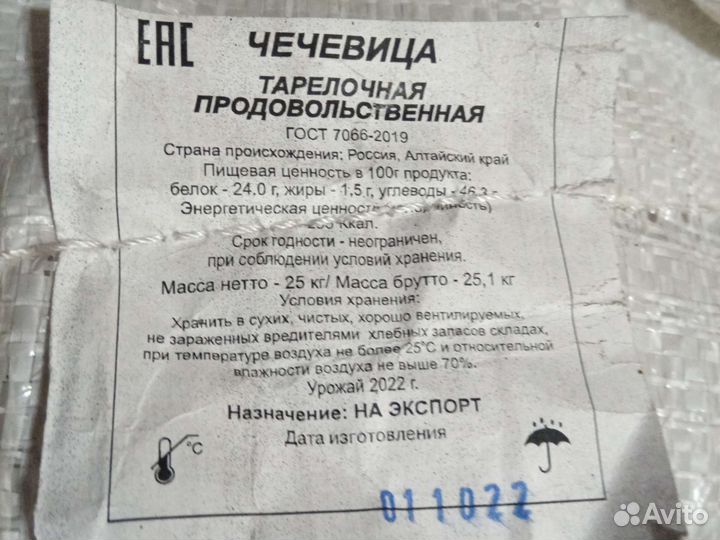 ЕАС ЧЕЧЕВИЦА
ТАРЕЛОЧНАЯ
ПРОДОВОЛЬСТВЕННАЯ
ГОСТ 7066-2019
Страна происхождения: Россия, Алтайский край
Пищевая ценность в 100г продукта:
белок - 24.0 г, жиры - 1.5 г, углеводы -
Энергетическая ценность
Ккал.
Срок годности - неограничен,
при соблюдении условий хранения.
Масса нетто - 25 кг/ Масса брутто - 25,1 кг
Условия хранения:
Хранить в сухих, чистых, хорошо вентилируемых,
не зараженных вредителями хлебных запасов складах,
при температуре воздуха не более 25°С и относительной
влажности воздуха не выше 70%.
Урожай 2022 г.
Назначение: НА ЭКСПОРТ
Дата изготовления
°С
011022
Avito